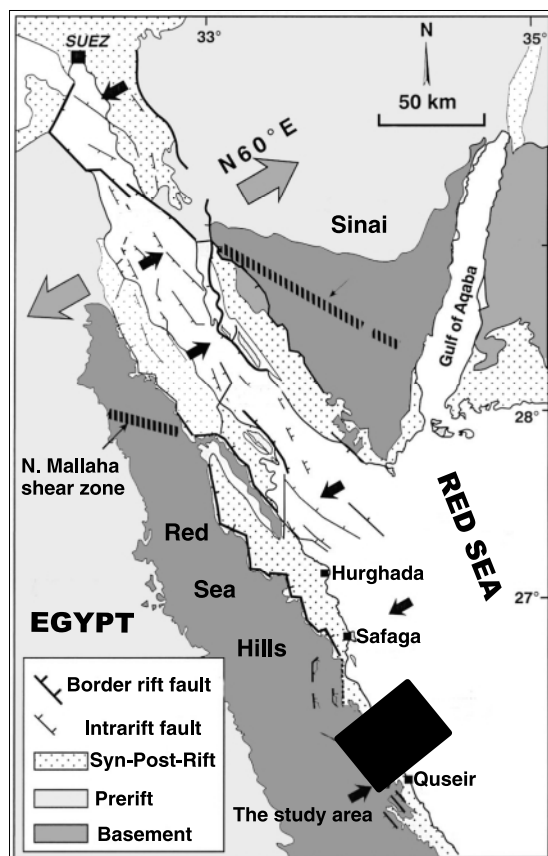 33°
35°
SUEZ
N
50 km
N60°E
Sinai
Gulf of Aqaba
28°
N. Mallaha
shear zone
RED SEA
Red
Sea
Hills
Hurghada
27°
EGYPT
Safaga
Border rift fault
Intrarift fault
Syn-Post-Rift
Quseir
Prerift
The study area
Basement